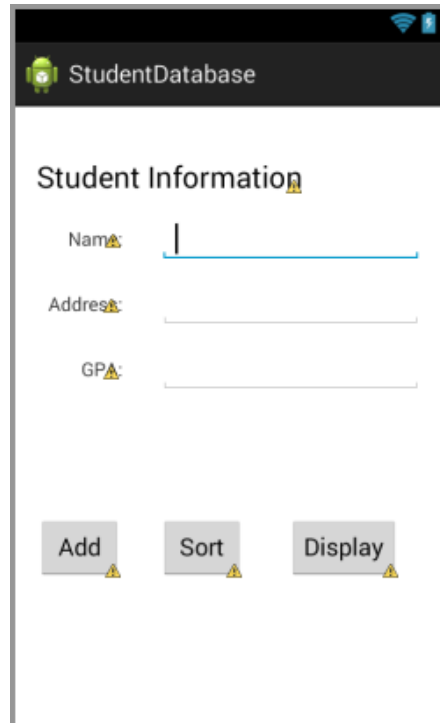 StudentDatabase
Student Information
Name:
Address:
GPA:
Add Sort Display